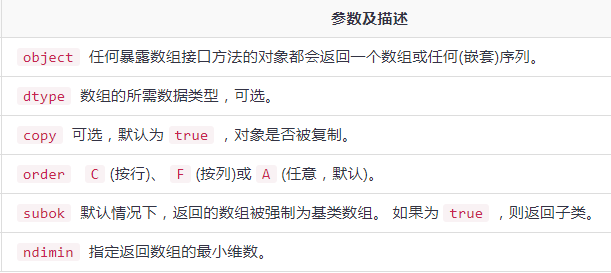 参数及描述
object 任何暴露数组接口方法的对象都会返回一个数组或任何(嵌套)序列。
dtype 数组的所需数据类型，可选。
copy 可选，默认为 true ，对象是否被复制。
order C (按行)、 F (按列)或 A (任意，默认)。
subok 默认情况下，返回的数组被强制为基类数组。 如果为 true ，则返回子类。
ndimin 指定返回数组的最小维数。